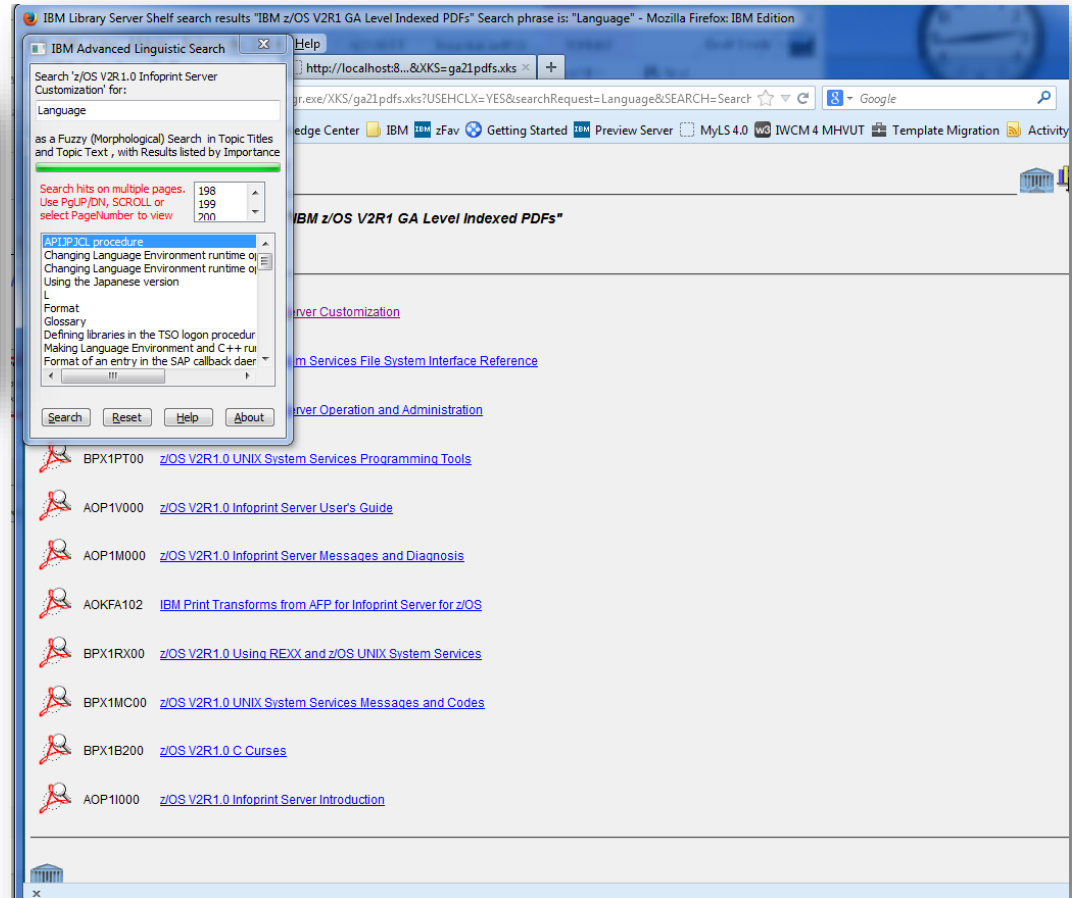 IBM Library Server Shelf search results "IBM z/OS V2R1 GA Level Indexed PDFs" Search phrase is: "Language" - Mozilla Firefox: IBM Edition
IBM Advanced Linguistic Search
Help
http://localhost:8...&XKS=ga21pdfs.xks
gr.exe/XKS/ga21pdfs.xks?USEHCLX=YES&searchRequest=Language&SEARCH=Search
Google
edge Center IBM zFav Getting Started Preview Server MyLS 4.0 IWCM 4 MHVUT Template Migration Activity
Search 'z/OS V2R1.0 Infoprint Server
Customization' for:
Language
as a Fuzzy (Morphological) Search in Topic Titles
and Topic Text , with Results listed by Importance
Search hits on multiple pages.
Use PgUP/DN, SCROLL or
select PageNumber to view
198
199
200
APIJPJCL procedure
Changing Language Environment runtime op
Changing Language Environment runtime op
Using the Japanese version
L
Format
Glossary
Defining libraries in the TSO logon procedur
Making Language Environment and C++ run
Format of an entry in the SAP callback daer
Search Reset Help About
IBM z/OS V2R1 GA Level Indexed PDFs"
erver Customization
m Services File System Interface Reference
erver Operation and Administration
BPX1PT00 z/OS V2R1.0 UNIX System Services Programming Tools
AOP1V000 z/OS V2R1.0 Infoprint Server User's Guide
AOP1M000 z/OS V2R1.0 Infoprint Server Messages and Diagnosis
AOKFA102 IBM Print Transforms from AFP for Infoprint Server for z/OS
BPX1RX00 z/OS V2R1.0 Using REXX and z/OS UNIX System Services
BPX1MC00 z/OS V2R1.0 UNIX System Services Messages and Codes
BPX1B200 z/OS V2R1.0 C Curses
AOP1I000 z/OS V2R1.0 Infoprint Server Introduction